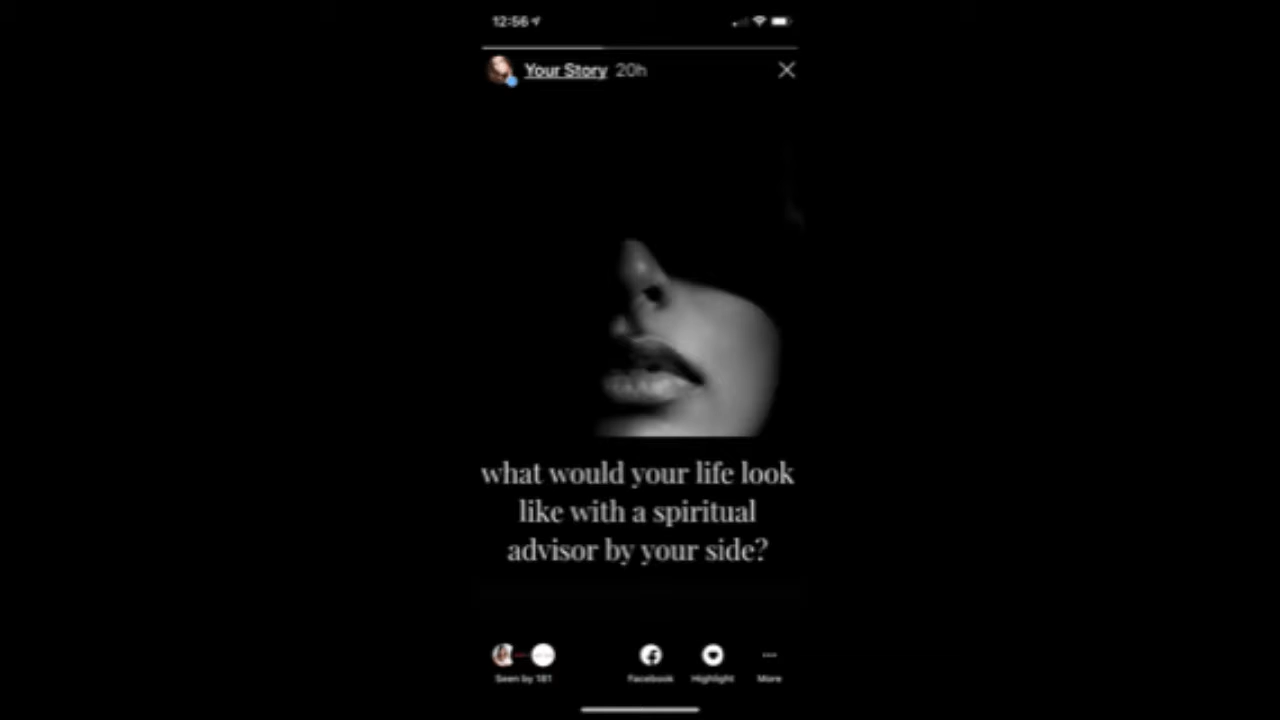 12:56
Your Story 20h
what would your life look
like with a spiritual
advisor by your side?
Seen by 181
Facebook
Highlight
More